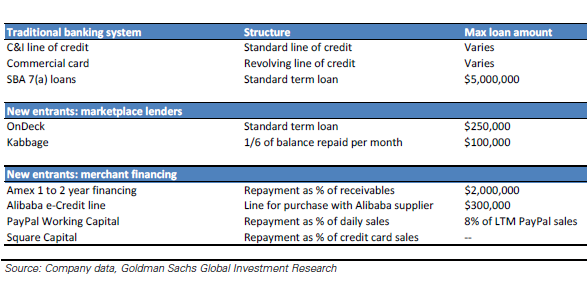 Traditional banking system Structure Max loan amount
C&I line of credit Standard line of credit Varies
Commercial card Revolving line of credit Varies
SBA 7(a) loans Standard term loan $5,000,000
New entrants: marketplace lenders
OnDeck Standard term loan $250,000
Kabbage 1/6 of balance repaid per month $100,000
New entrants: merchant financing
Amex 1 to 2 year financing Repayment as % of receivables $2,000,000
Alibaba e-Credit line Line for purchase with Alibaba supplier $300,000
PayPal Working Capital Repayment as % of daily sales 8% of LTM PayPal sales
Square Capital Repayment as % of credit card sales --
Source: Company data, Goldman Sachs Global Investment Research